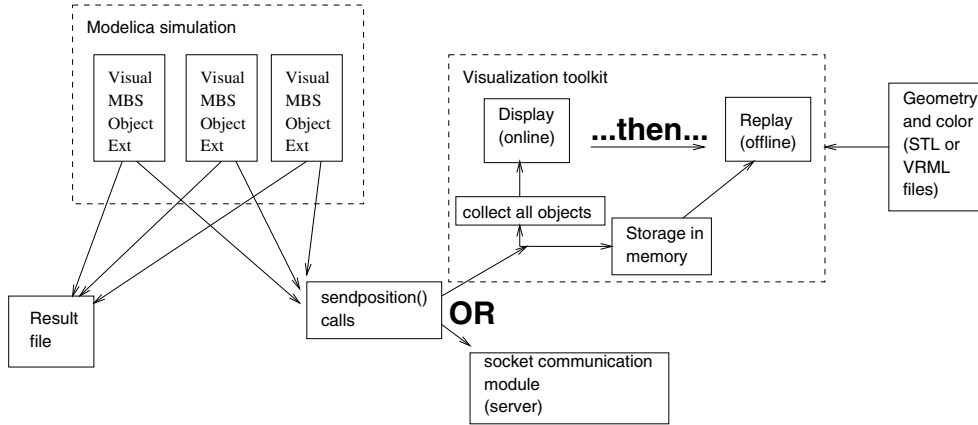 Modelica simulation
Visual
MBS
Object
Ext
Visual
MBS
Object
Ext
Visual
MBS
Object
Ext
Visualization toolkit
Display
(online)
...then...
Replay
(offline)
Geometry
and color
(STL or
VRML
files)
collect all objects
Storage in
memory
Result
file
sendposition()
calls
OR
socket communication
module
(server)